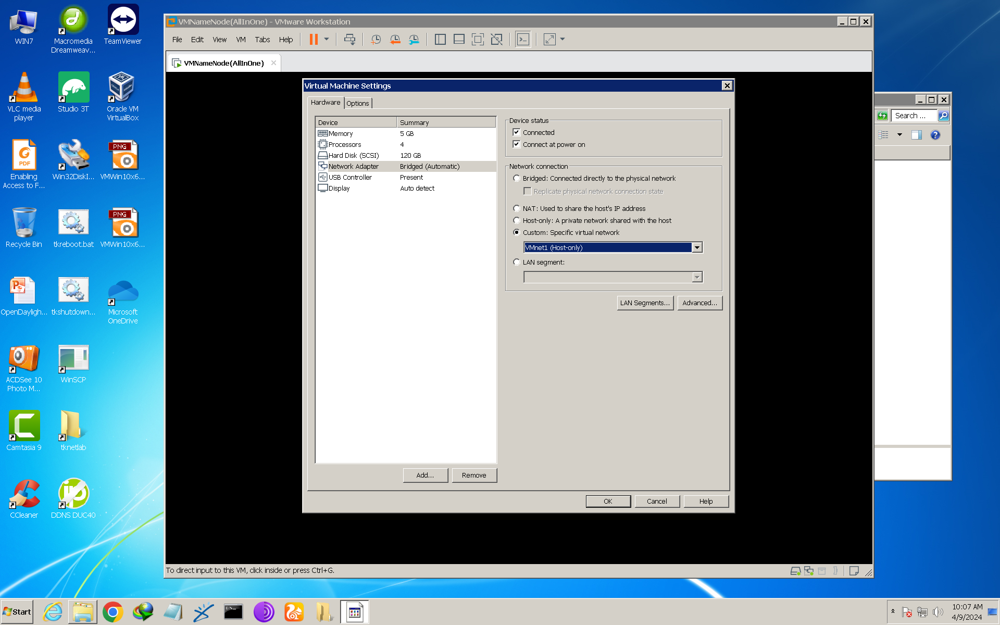 WIN7
Macromedia
Dreamweav...
TeamViewer
VLC media
player
Studio 3T
Oracle VM
VirtualBox
PDF
Enabling
Access to F...
Win32DiskI...
PNG
VMWin10x6...
Recycle Bin
tkreboot.bat
PNG
VMWin10x6...
OpenDayligh...
tkshutdown...
Microsoft
OneDrive
ACDSee 10
Photo M...
WinSCP
Camtasia 9
tknetlab
CCleaner
DDNS DUC40
VMNameNode(AllInOne) - VMware Workstation
File Edit View VM Tabs Help
VMNameNode(AllInOne)
Virtual Machine Settings
Hardware Options
Device Summary
Memory 5 GB
Processors 4
Hard Disk (SCSI) 120 GB
Network Adapter Bridged (Automatic)
USB Controller Present
Display Auto detect
Add... Remove
Device status
Connected
Connect at power on
Network connection
Bridged: Connected directly to the physical network
Replicate physical network connection state
NAT: Used to share the host's IP address
Host-only: A private network shared with the host
Custom: Specific virtual network
VMnet1 (Host-only)
LAN segment:
LAN Segments... Advanced...
OK Cancel Help
To direct input to this VM, click inside or press Ctrl+G.
Search ...
Start
10:07 AM
4/9/2024